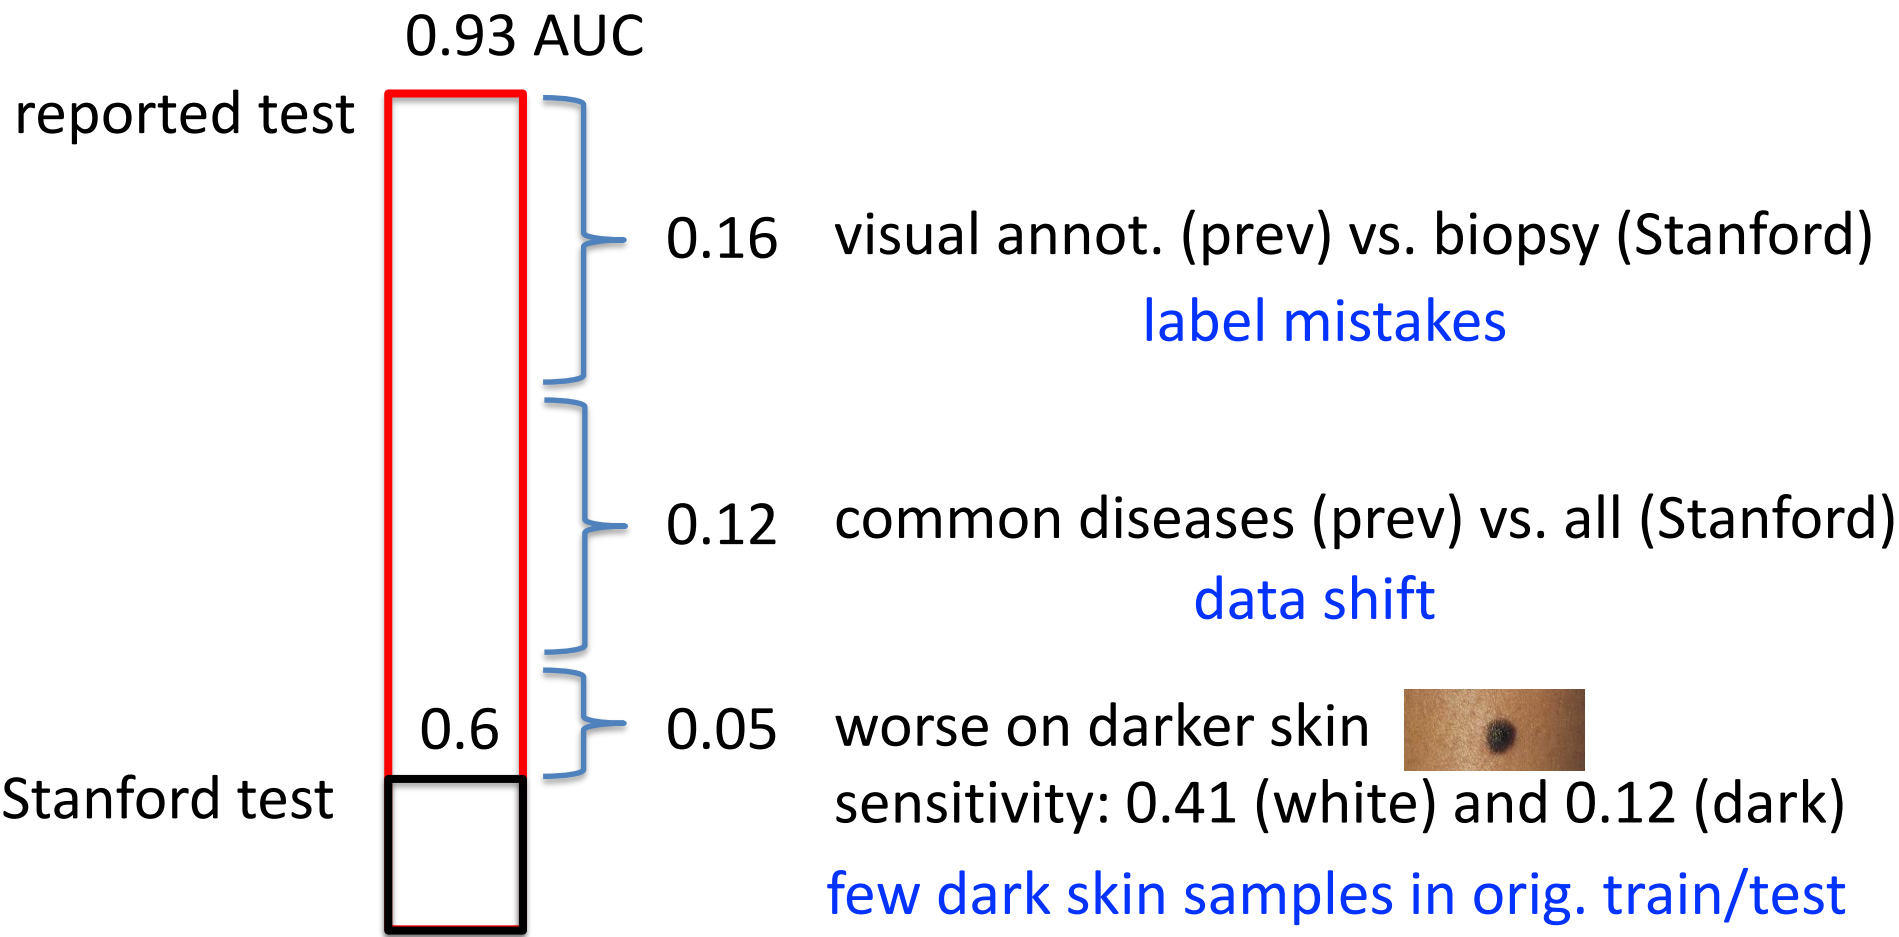 0.93 AUC
reported test
0.16 visual annot. (prev) vs. biopsy (Stanford)
label mistakes
0.12 common diseases (prev) vs. all (Stanford)
data shift
0.6
0.05 worse on darker skin
Stanford test
sensitivity: 0.41 (white) and 0.12 (dark)
few dark skin samples in orig. train/test